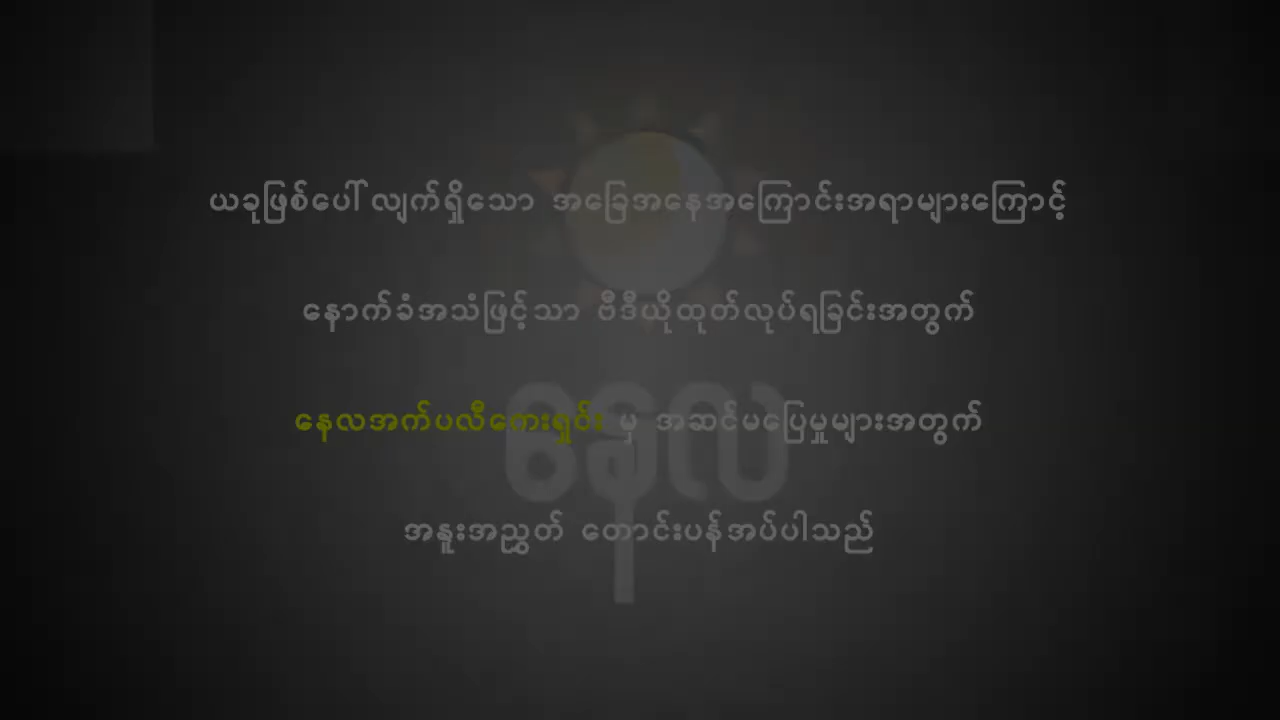 ယခုဖြစ်ပေါ်လျက်ရှိသော အခြေအနေအကြောင်းအရာများကြောင့်
နောက်ခံအသံဖြင့်သာ ဗီဒီယိုထုတ်လုပ်ရခြင်းအတွက်
နေလအက်ပလီကေးရှင်း မှ အဆင်မပြေမှုများအတွက်
နေလ
အနူးအညွတ် တောင်းပန်အပ်ပါသည်